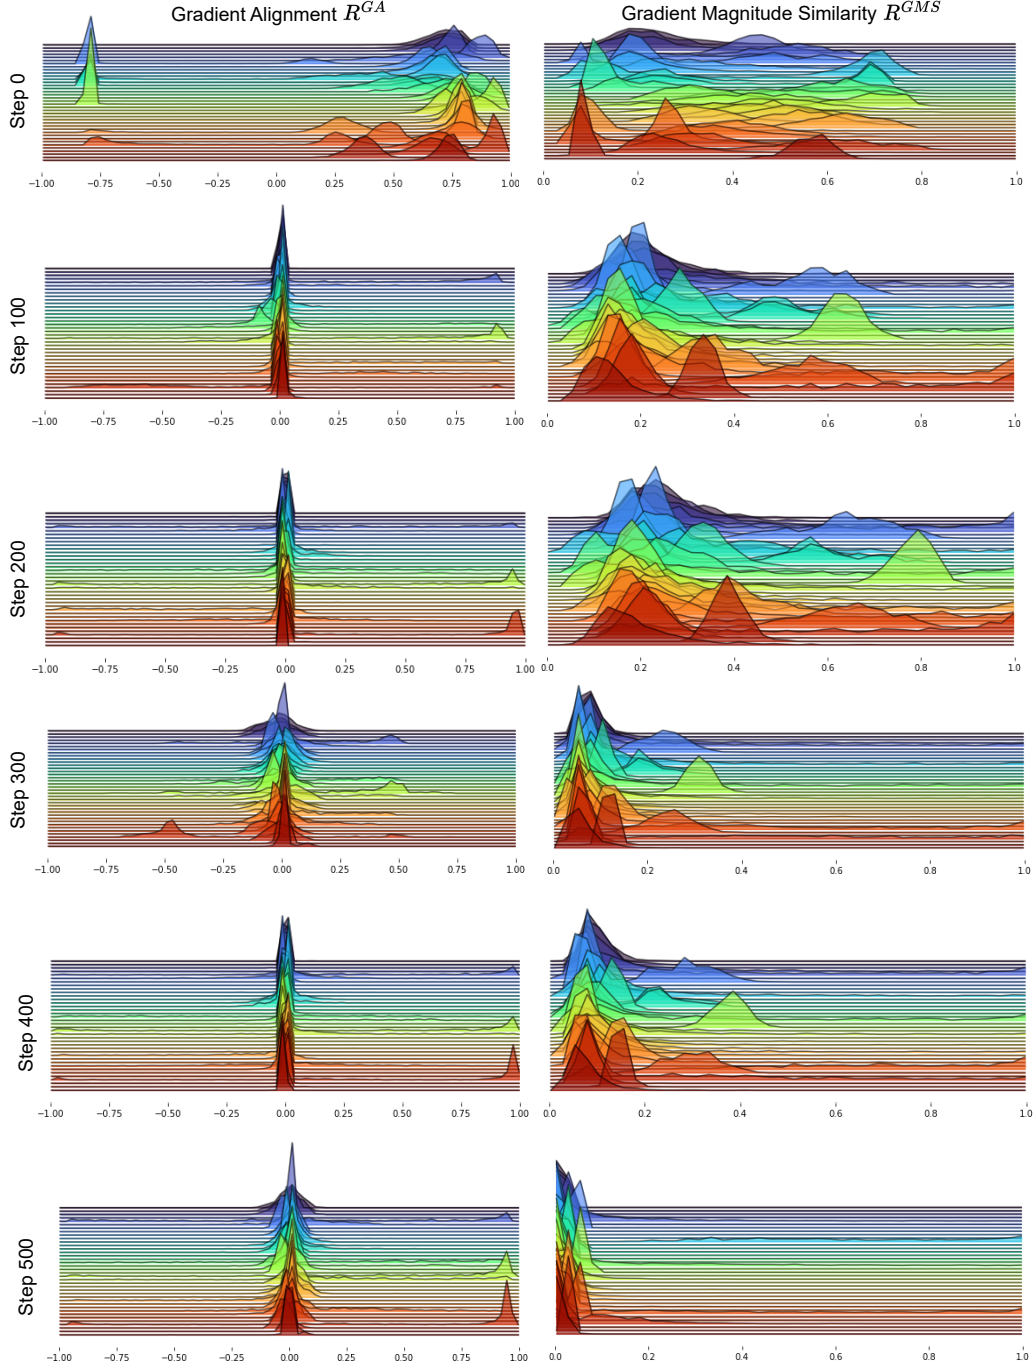 Gradient Alignment R^{GA} Gradient Magnitude Similarity R^{GMS}
Step 0
−1.00 −0.75 −0.50 −0.25 0.00 0.25 0.50 0.75 1.00 0.0 0.2 0.4 0.6 0.8 1.0
Step 100
−1.00 −0.75 −0.50 −0.25 0.00 0.25 0.50 0.75 1.00 0.0 0.2 0.4 0.6 0.8 1.0
Step 200
−1.00 −0.75 −0.50 −0.25 0.00 0.25 0.50 0.75 1.00 0.0 0.2 0.4 0.6 0.8 1.0
Step 300
−1.00 −0.75 −0.50 −0.25 0.00 0.25 0.50 0.75 1.00 0.0 0.2 0.4 0.6 0.8 1.0
Step 400
−1.00 −0.75 −0.50 −0.25 0.00 0.25 0.50 0.75 1.00 0.0 0.2 0.4 0.6 0.8 1.0
Step 500
−1.00 −0.75 −0.50 −0.25 0.00 0.25 0.50 0.75 1.00 0.0 0.2 0.4 0.6 0.8 1.0